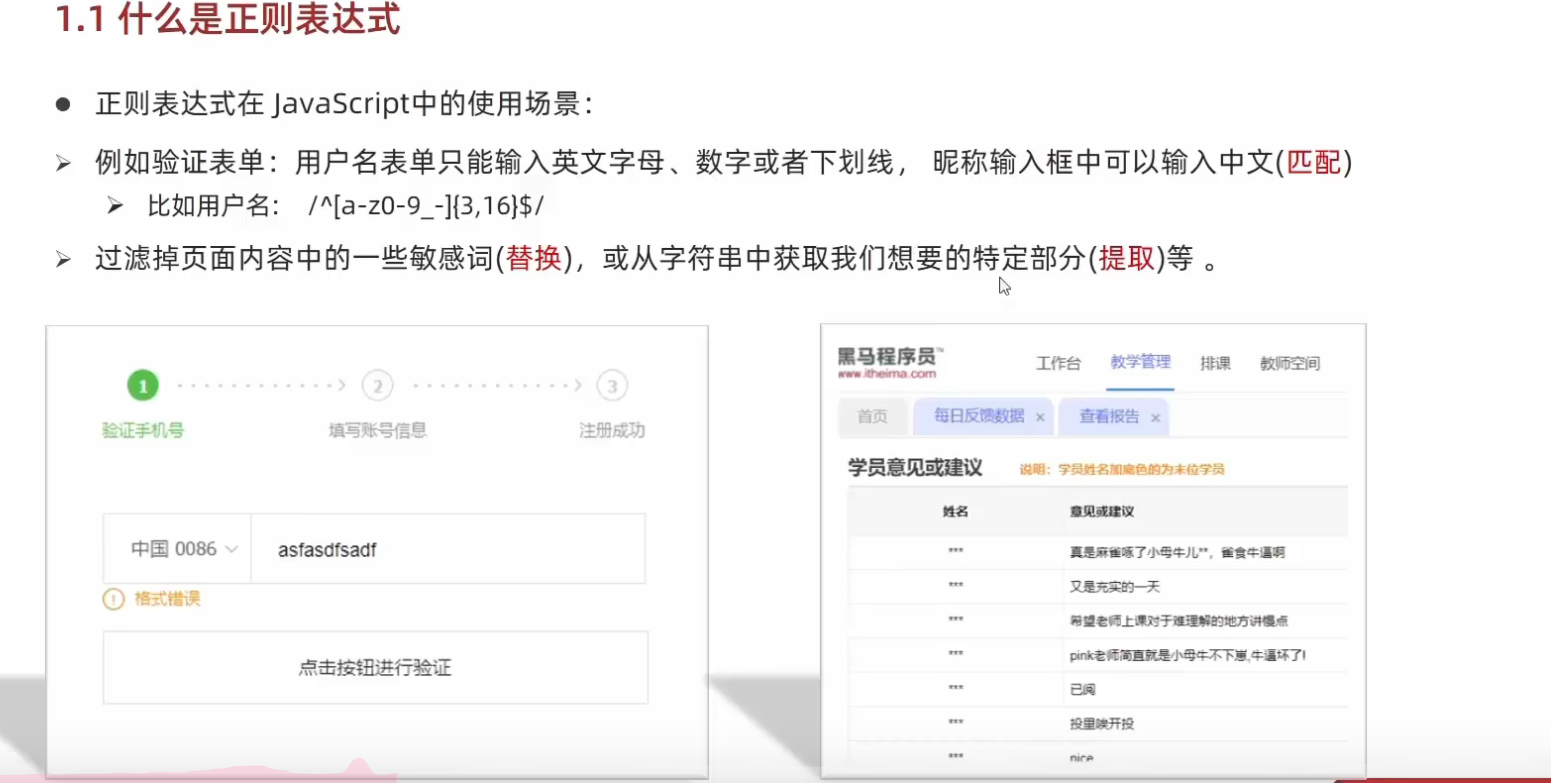 1.1 什么是正则表达式
● 正则表达式在 JavaScript中的使用场景：
➢ 例如验证表单：用户名表单只能输入英文字母、数字或者下划线， 昵称输入框中可以输入中文(匹配)
➢ 比如用户名： /^[a-z0-9_-]{3,16}$/
➢ 过滤掉页面内容中的一些敏感词(替换)，或从字符串中获取我们想要的特定部分(提取)等 。
1 2 3
验证手机号 填写账号信息 注册成功
中国 0086 asfasdfsadf
格式错误
点击按钮进行验证
黑马程序员™
www.itheima.com
工作台 教学管理 排课 教师空间
首页 每日反馈数据 × 查看报告 ×
学员意见或建议 说明：学员姓名加底色的为末位学员
姓名 意见或建议
*** 真是麻雀啄了小母牛儿**，雀食牛逼啊
*** 又是充实的一天
*** 希望老师上课对于难理解的地方讲慢点
*** pink老师简直就是小母牛不下崽,牛逼坏了!
*** 已阅
*** 投里唉开投
*** nice